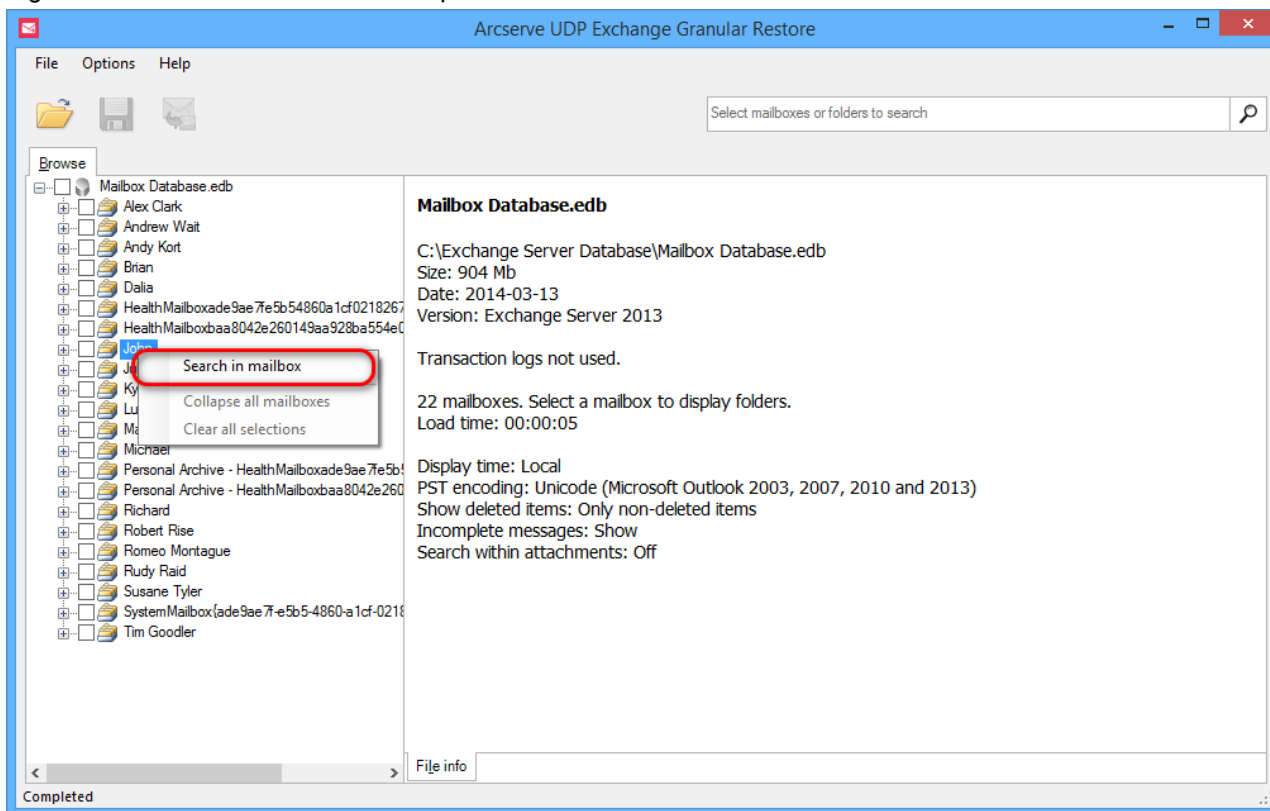 Arcserve UDP Exchange Granular Restore
File Options Help
Select mailboxes or folders to search
Browse
Mailbox Database.edb
Alex Clark
Andrew Wait
Andy Kort
Brian
Dalia
HealthMailboxade9ae7fe5b54860a1cf0218267
HealthMailboxbaa8042e260149aa928ba554e0
John
Search in mailbox
Ky
Collapse all mailboxes
Lu
Ma
Clear all selections
Michael
Personal Archive - HealthMailboxade9ae7fe5b5
Personal Archive - HealthMailboxbaa8042e260
Richard
Robert Rise
Romeo Montague
Rudy Raid
Susane Tyler
SystemMailbox{ade9ae7f-e5b5-4860-a1cf-0218
Tim Goodler
Mailbox Database.edb
C:\Exchange Server Database\Mailbox Database.edb
Size: 904 Mb
Date: 2014-03-13
Version: Exchange Server 2013
Transaction logs not used.
22 mailboxes. Select a mailbox to display folders.
Load time: 00:00:05
Display time: Local
PST encoding: Unicode (Microsoft Outlook 2003, 2007, 2010 and 2013)
Show deleted items: Only non-deleted items
Incomplete messages: Show
Search within attachments: Off
File info
Completed